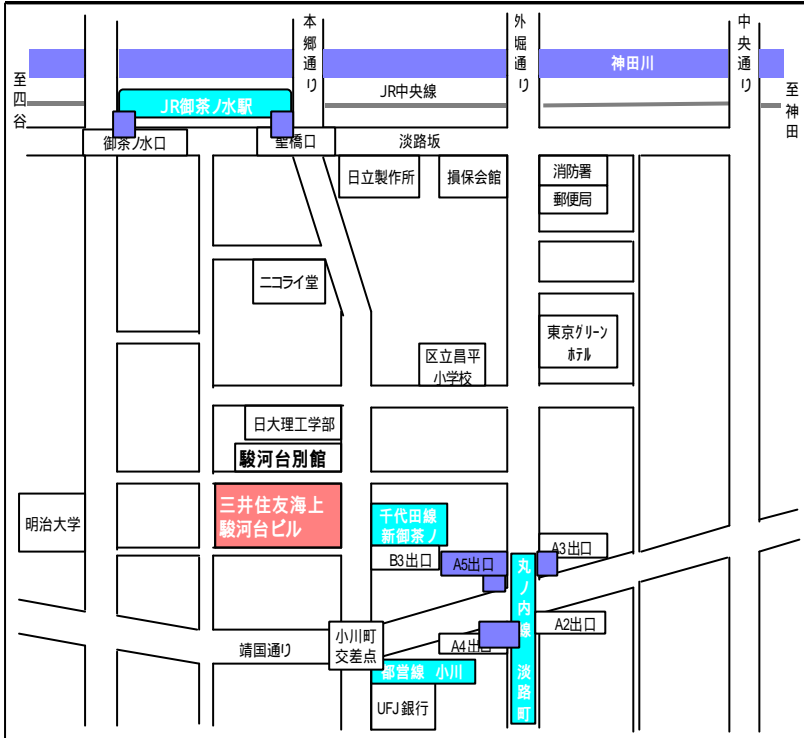 本郷通り
外堀通り
中央通り
神田川
至四谷
JR中央線
至神田
JR御茶ノ水駅
御茶ノ水口
聖橋口
淡路坂
日立製作所
損保会館
消防署
郵便局
ニコライ堂
東京グリーン
ホテル
区立昌平
小学校
日大理工学部
駿河台別館
三井住友海上
駿河台ビル
明治大学
千代田線
新御茶ノ
B3出口
A5出口
A3出口
丸ノ内線 淡路町
A2出口
小川町
交差点
靖国通り
A4出口
都営線 小川
UFJ銀行